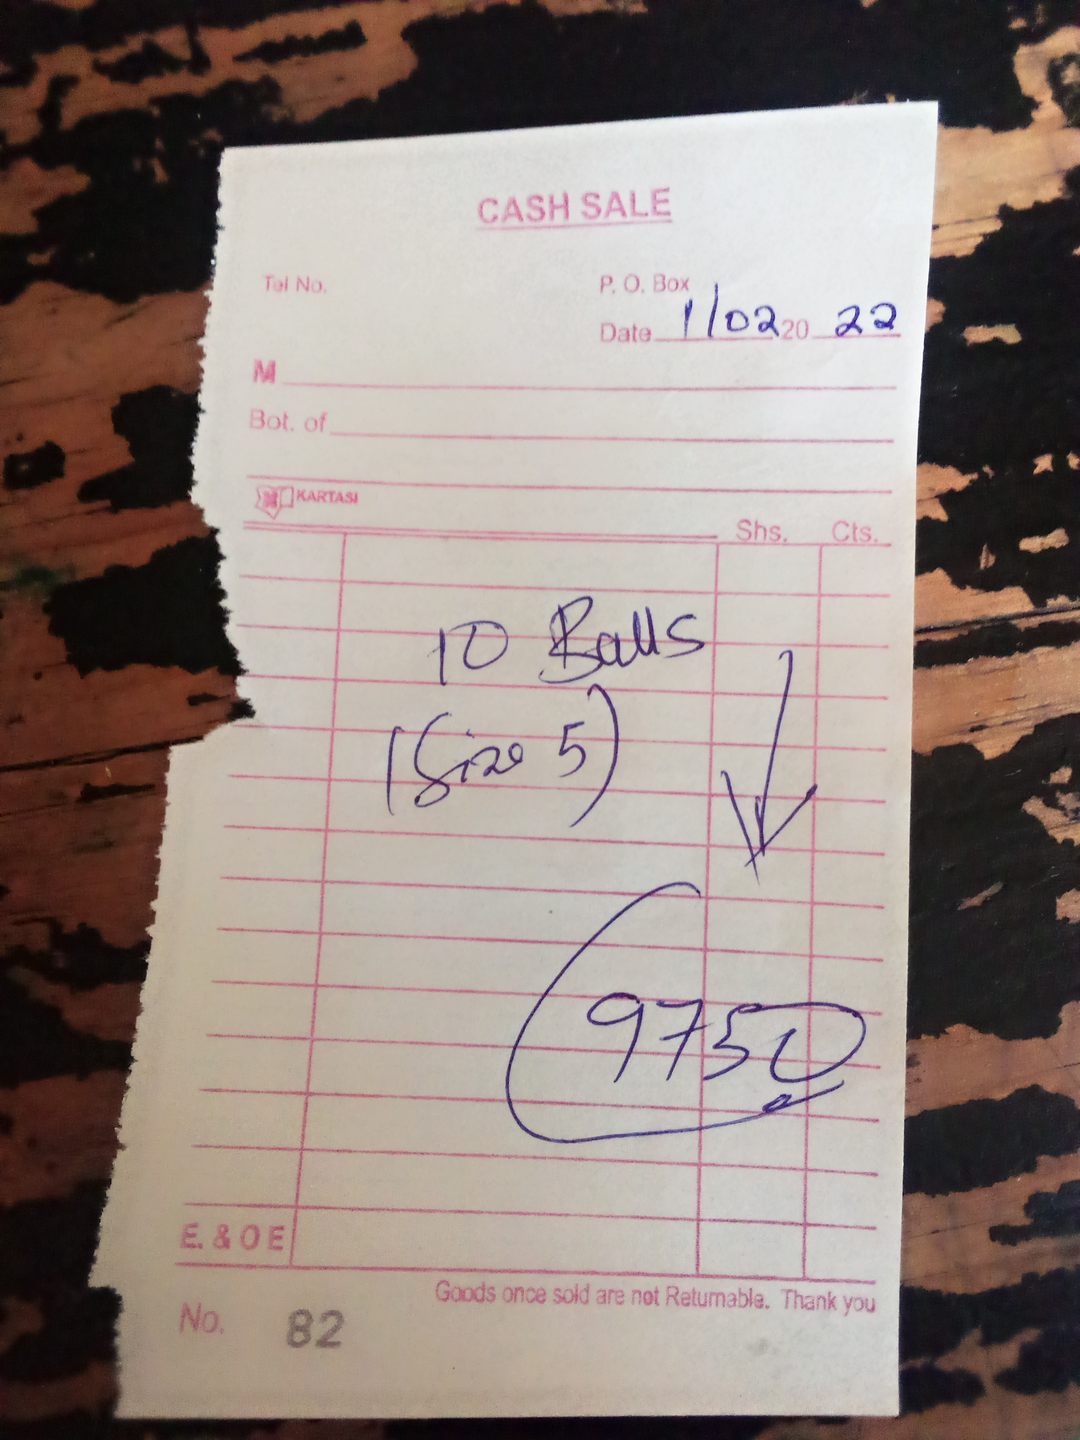 CASH SALE
Tel No. P. O. Box
Date 1/02 20 22
M
Bot. of
KARTASI
Shs. Cts.
10 Balls
(Size 5)
9750
E. & O E
Goods once sold are not Returnable. Thank you
No. 82